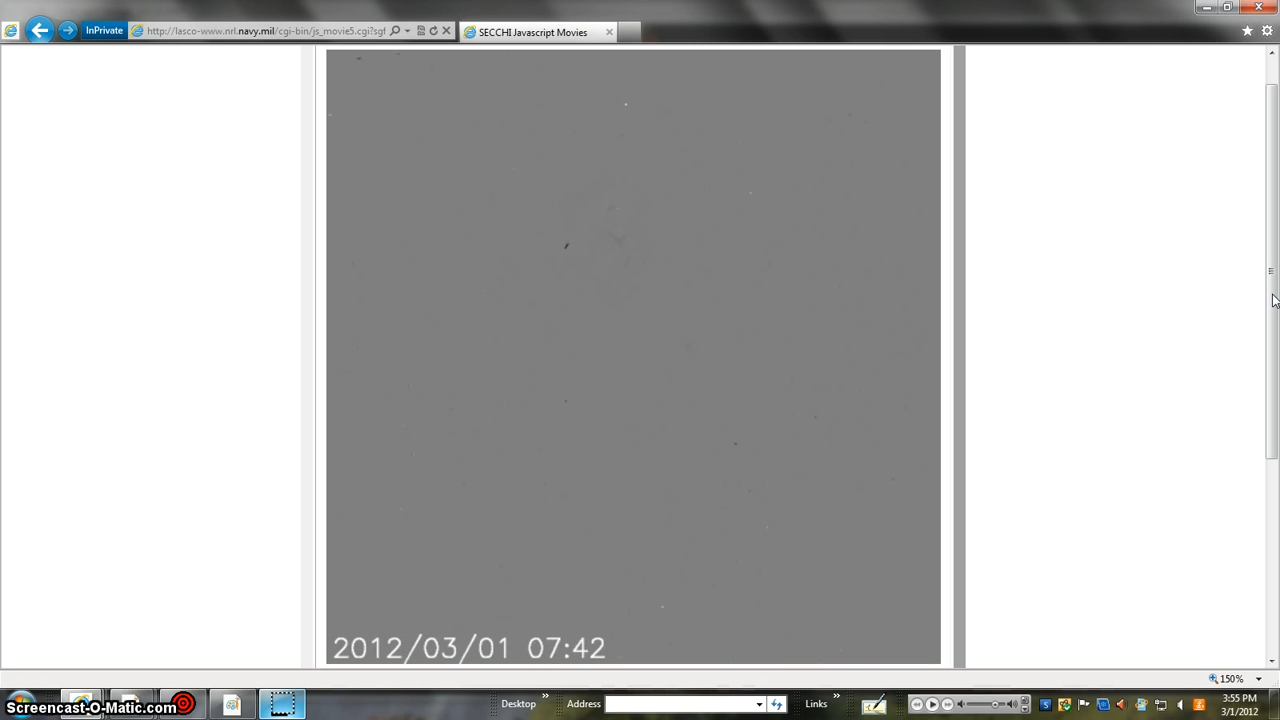 InPrivate
http://lasco-www.nrl.navy.mil/cgi-bin/js_movie5.cgi?sgf
SECCHI Javascript Movies
2012/03/01 07:42
150%
Desktop
Address
Links
3:55 PM
3/1/2012
Screencast-O-Matic.com